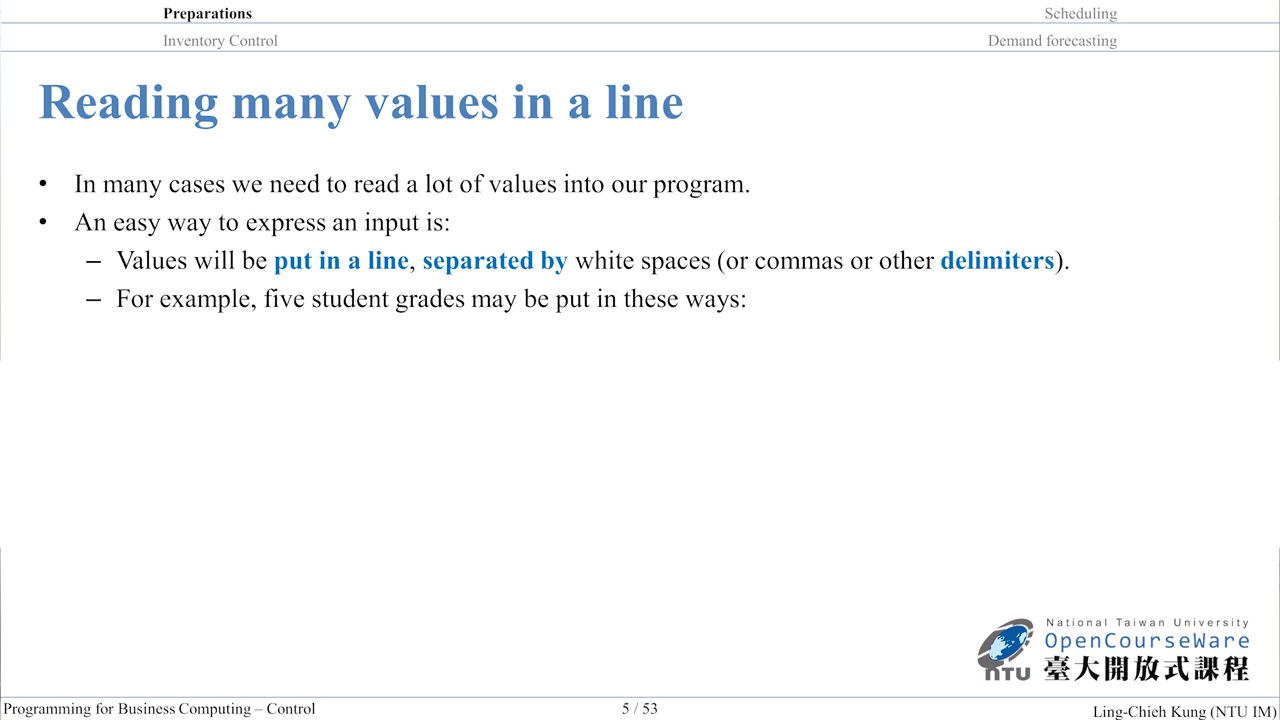 Preparations
Scheduling
Inventory Control
Demand forecasting
Reading many values in a line
• In many cases we need to read a lot of values into our program.
• An easy way to express an input is:
– Values will be put in a line, separated by white spaces (or commas or other delimiters).
– For example, five student grades may be put in these ways:
National Taiwan University
OpenCourseWare
NTU
臺大開放式課程
Programming for Business Computing – Control
5 / 53
Ling-Chieh Kung (NTU IM)